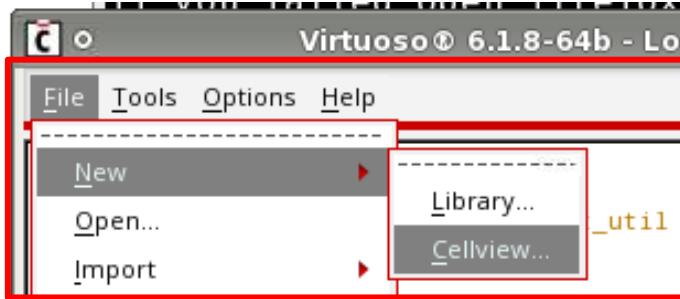 Virtuoso® 6.1.8-64b - Lo
File Tools Options Help
New
Library...
_util
Open...
Cellview...
Import